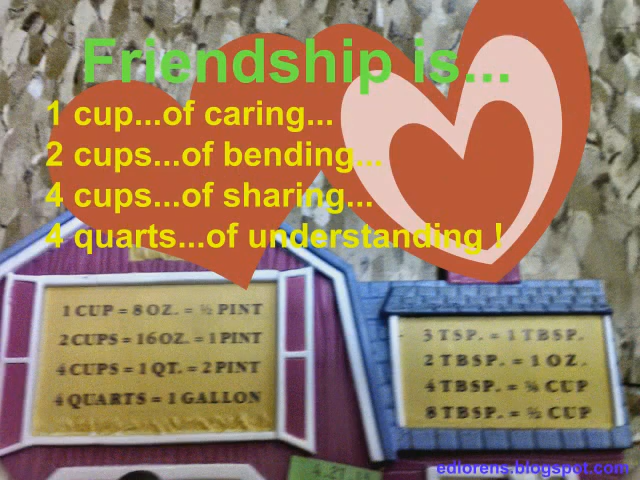 Friendship is...
1 cup...of caring...
2 cups...of bending...
4 cups...of sharing...
4 quarts...of understanding !
1 CUP = 8 OZ. = ½ PINT
2 CUPS = 16 OZ. = 1 PINT
4 CUPS = 1 QT. = 2 PINT
4 QUARTS = 1 GALLON
3 TSP. = 1 TBSP.
2 TBSP. = 1 OZ.
4 TBSP. = ¼ CUP
8 TBSP. = ½ CUP
edlorens.blogspot.com